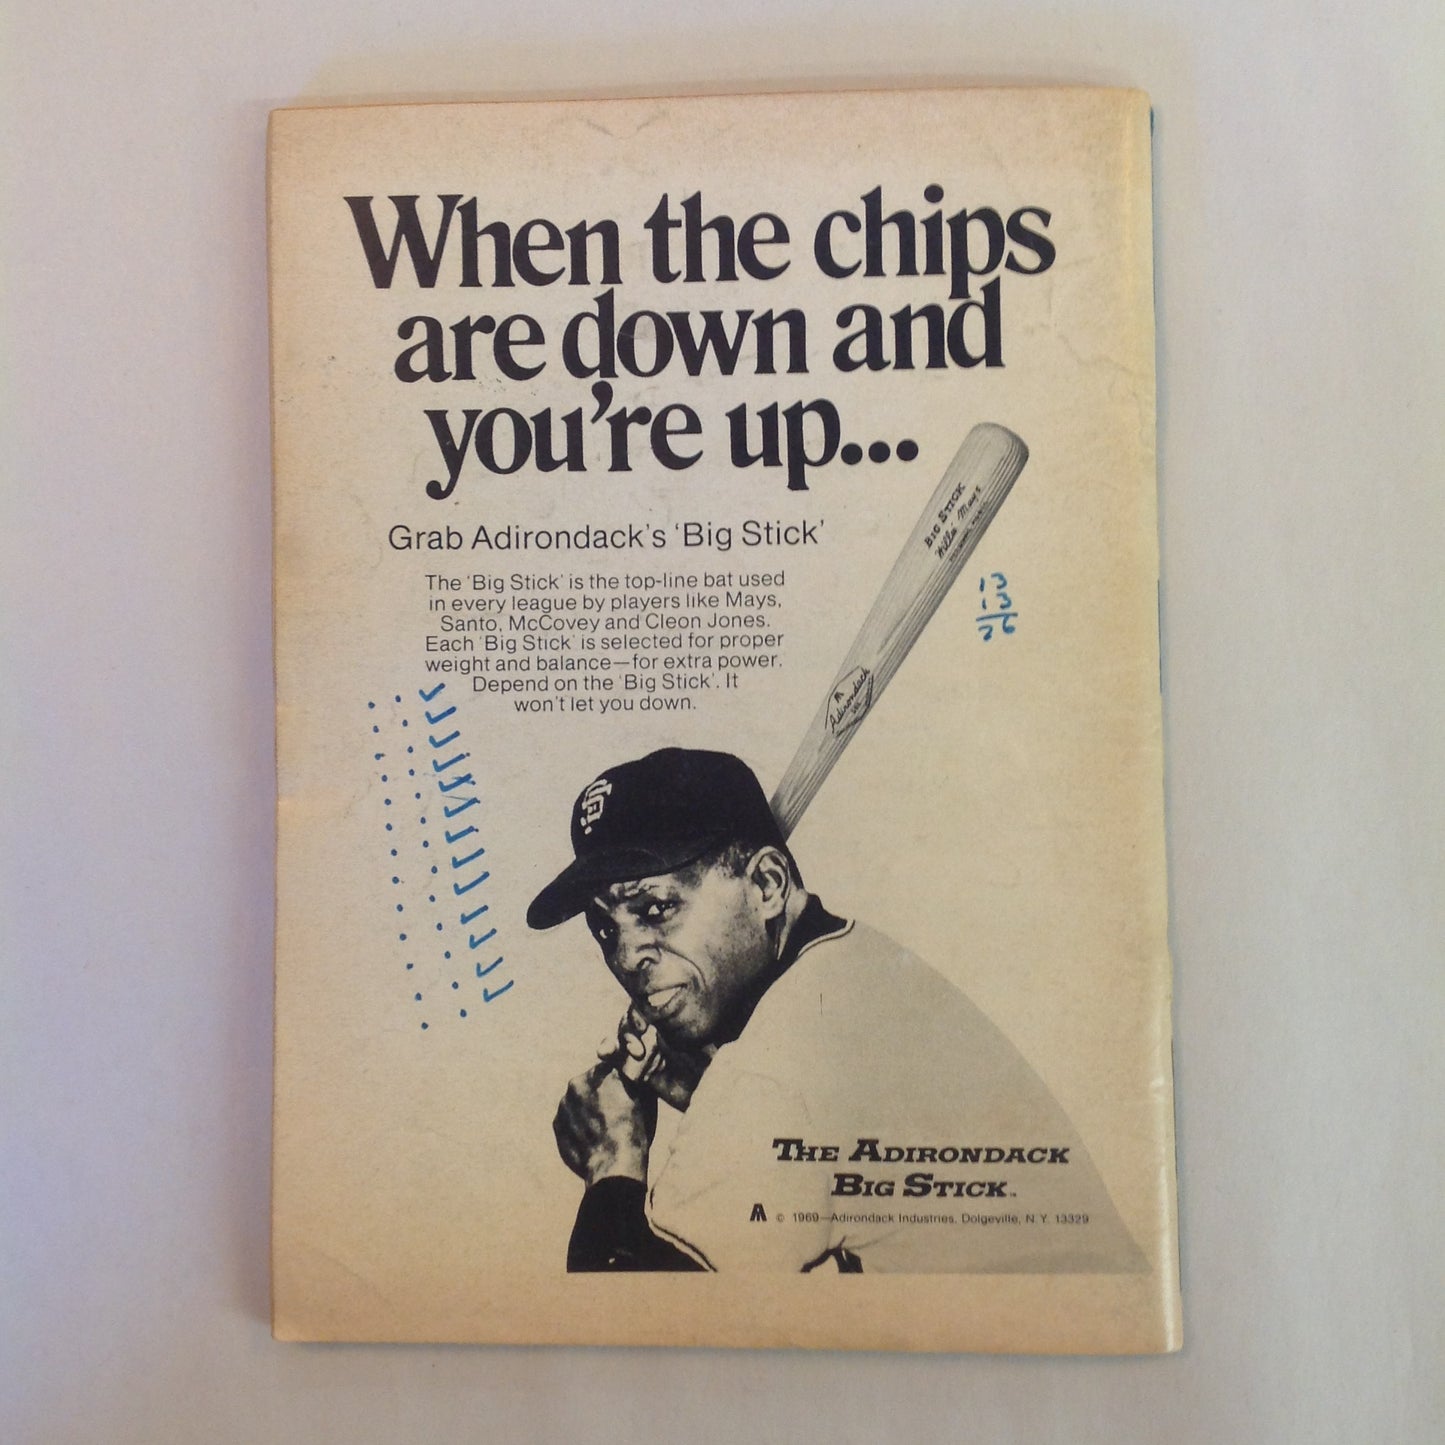 When the chips
are down and
you're up...
Grab Adirondack's 'Big Stick'
The 'Big Stick' is the top-line bat used
in every league by players like Mays,
Santo, McCovey and Cleon Jones.
Each 'Big Stick' is selected for proper
weight and balance—for extra power.
Depend on the 'Big Stick'. It
won't let you down.
BIG STICK
Willie Mays
13
13
26
Adirondack
SF
THE ADIRONDACK
BIG STICK™
© 1969—Adirondack Industries, Dolgeville, N.Y. 13329